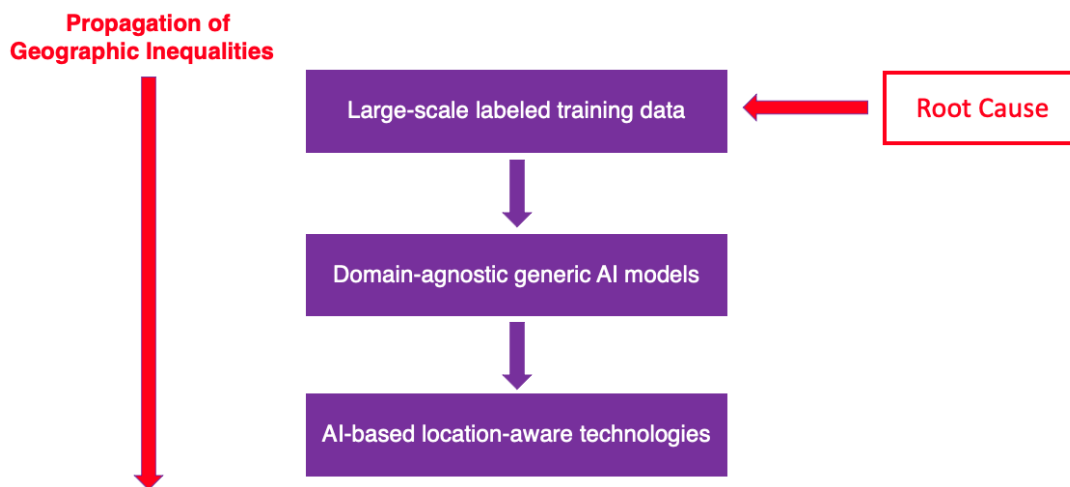 Propagation of
Geographic Inequalities
Large-scale labeled training data
Root Cause
Domain-agnostic generic AI models
AI-based location-aware technologies